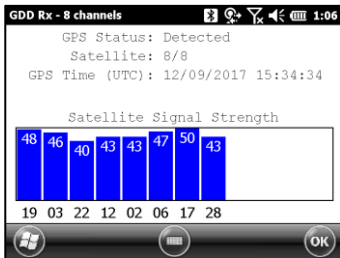 GDD Rx - 8 channels 1:06
GPS Status: Detected
Satellite: 8/8
GPS Time (UTC): 12/09/2017 15:34:34
Satellite Signal Strength
48 46 40 43 43 47 50 43
19 03 22 12 02 06 17 28
OK